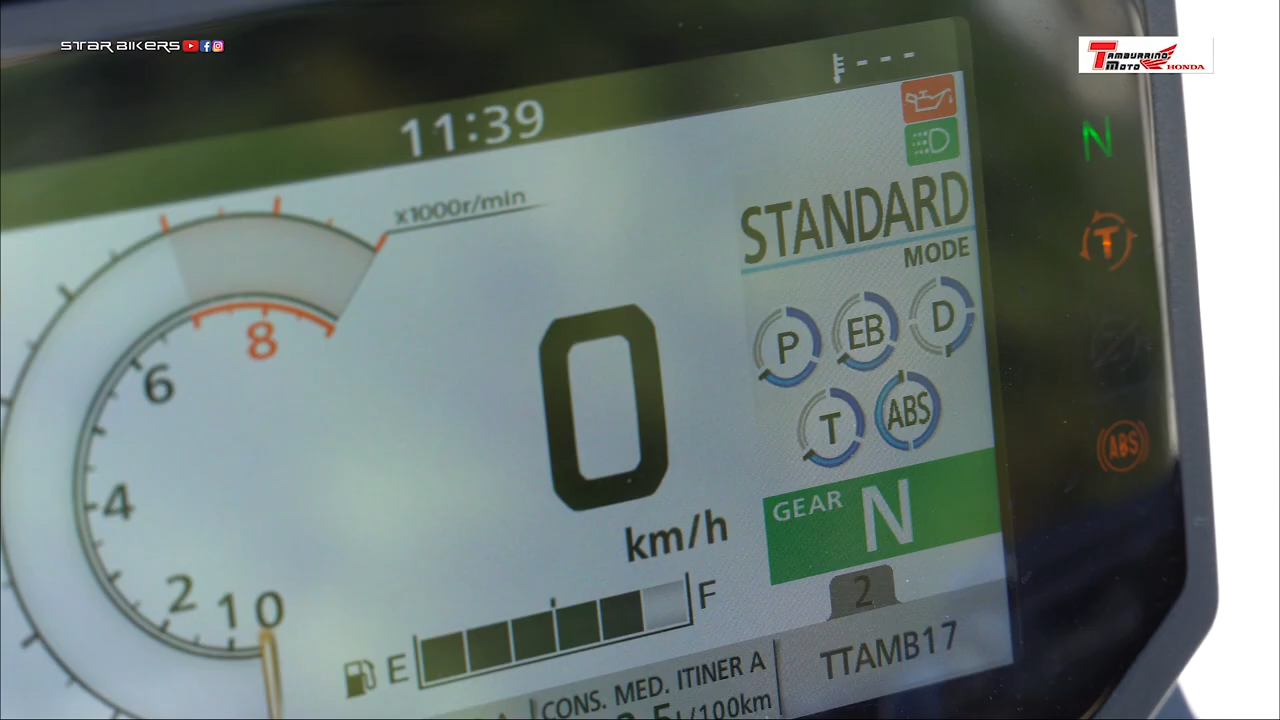 STAR BIKERS
TAMBURRINO
MOTO HONDA
11:39
---
x1000r/min
STANDARD
MODE
P EB D
T ABS
8
6
4
2
1 0
0
km/h
GEAR N
2
E F
CONS. MED. ITINER A
L/100km
TTAMB17
N
T
ABS